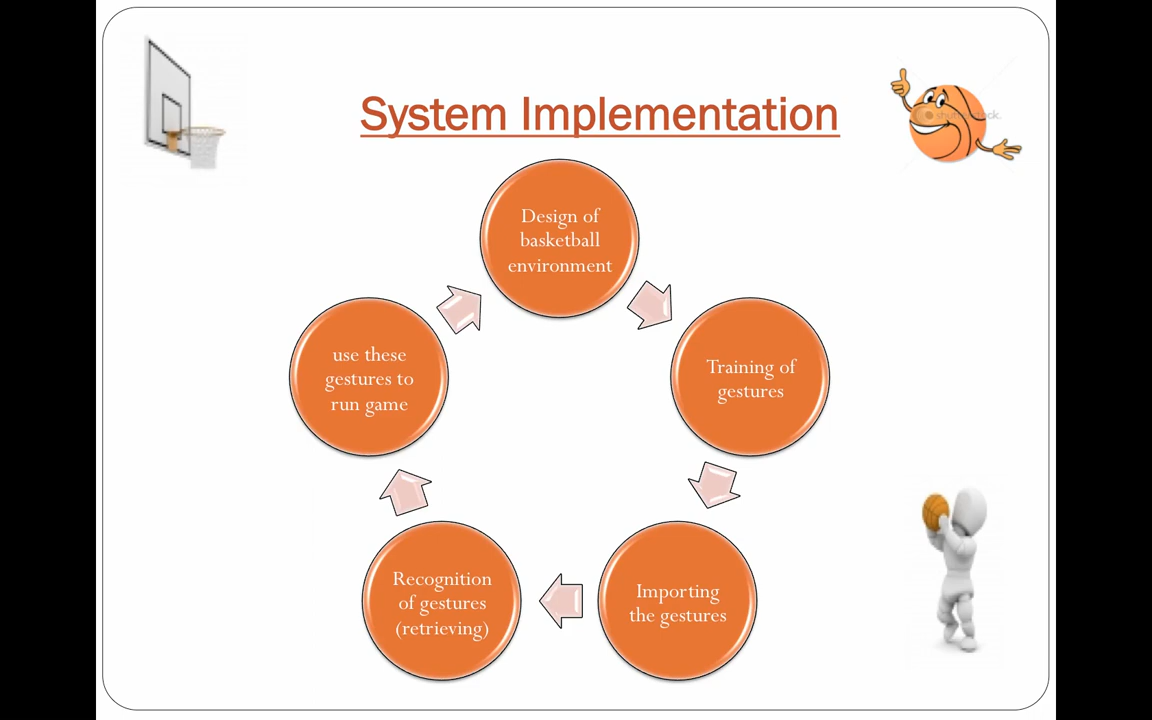 System Implementation
Design of
basketball
environment
Training of
gestures
Importing
the gestures
Recognition
of gestures
(retrieving)
use these
gestures to
run game